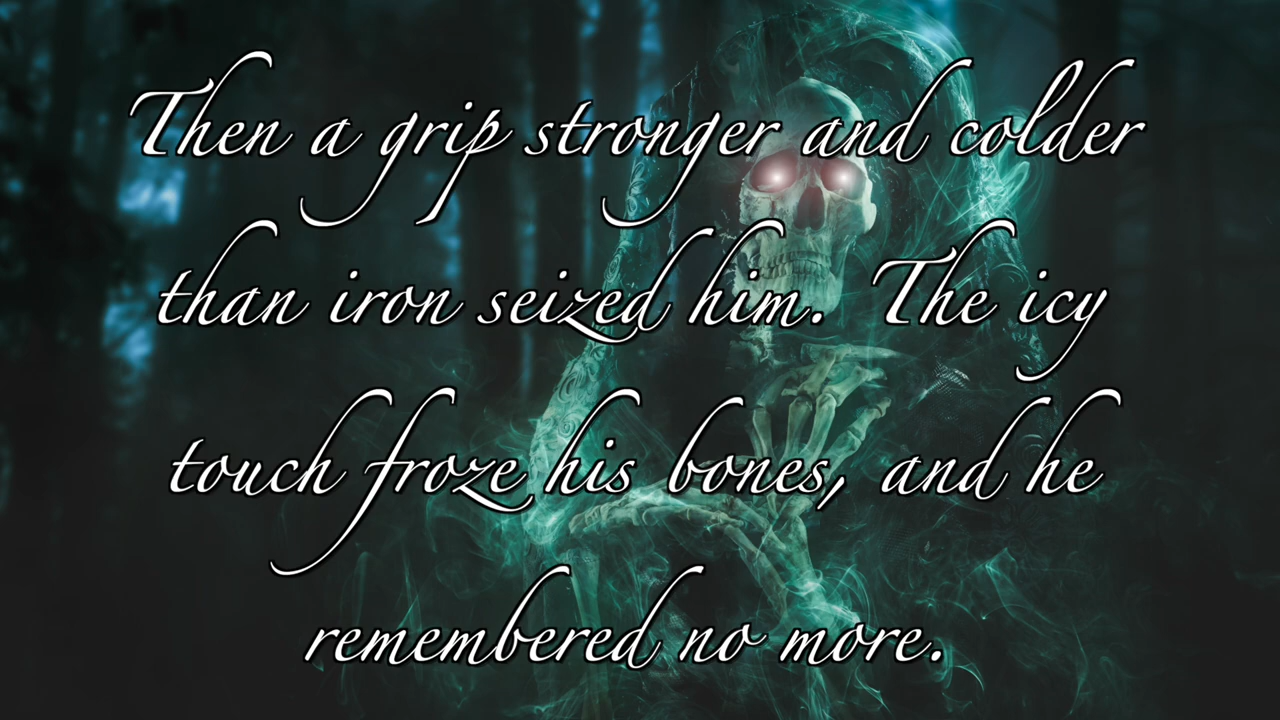 Then a grip stronger and colder
than iron seized him. The icy
touch froze his bones, and he
remembered no more.